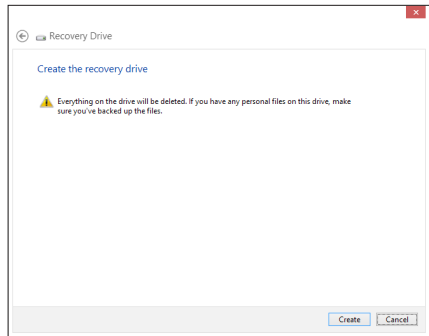 Recovery Drive
Create the recovery drive
Everything on the drive will be deleted. If you have any personal files on this drive, make
sure you've backed up the files.
Create Cancel